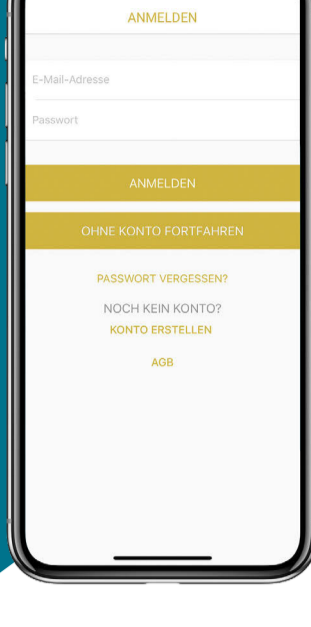 ANMELDEN
E-Mail-Adresse
Passwort
ANMELDEN
OHNE KONTO FORTFAHREN
PASSWORT VERGESSEN?
NOCH KEIN KONTO?
KONTO ERSTELLEN
AGB